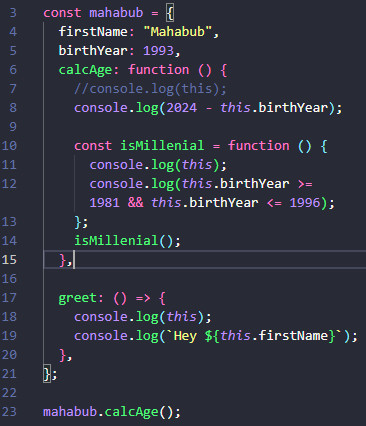 3 const mahabub = {
4   firstName: "Mahabub",
5   birthYear: 1993,
6   calcAge: function () {
7     //console.log(this);
8     console.log(2024 - this.birthYear);
9
10     const isMillenial = function () {
11       console.log(this);
12       console.log(this.birthYear >=
       1981 && this.birthYear <= 1996);
13     };
14     isMillenial();
15   },
16
17   greet: () => {
18     console.log(this);
19     console.log(`Hey ${this.firstName}`);
20   },
21 };
22
23 mahabub.calcAge();